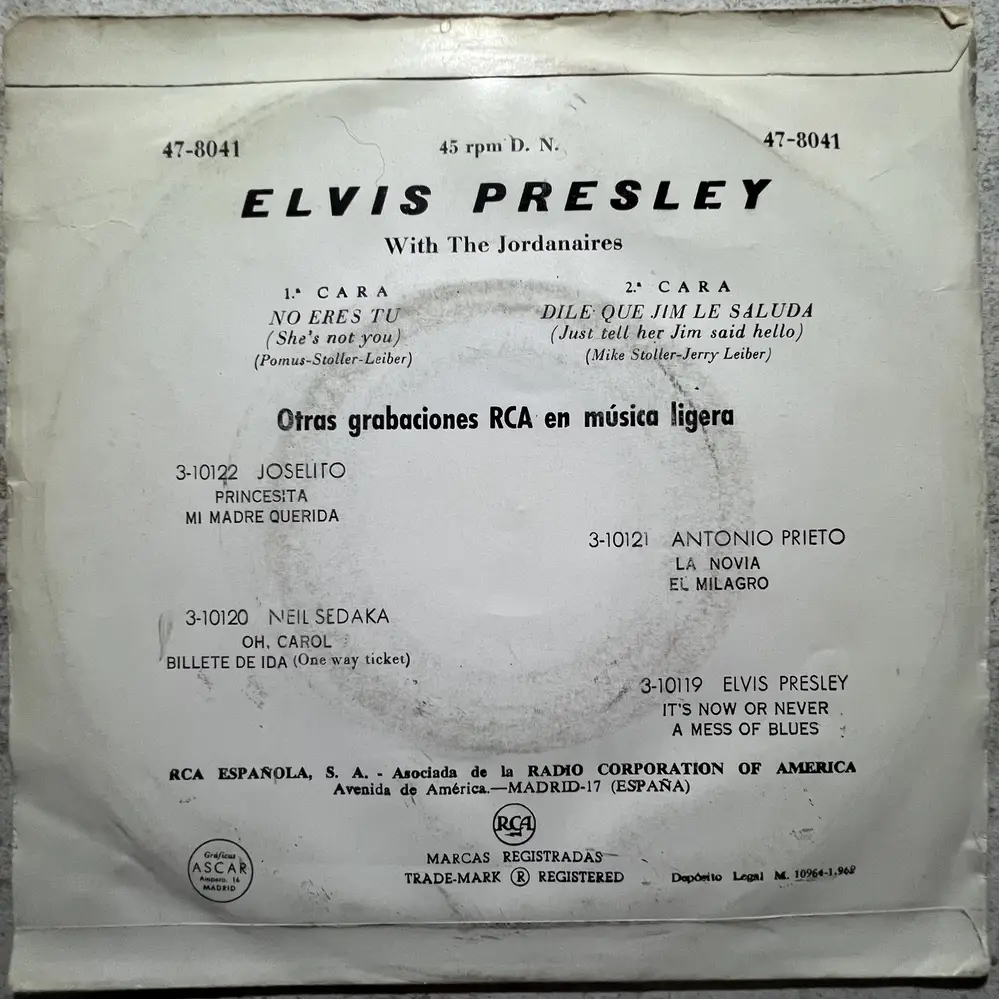 47-8041 45 rpm D. N. 47-8041
ELVIS PRESLEY
With The Jordanaires
1.ª CARA
NO ERES TU
(She's not you)
(Pomus-Stoller-Leiber)
2.ª CARA
DILE QUE JIM LE SALUDA
(Just tell her Jim said hello)
(Mike Stoller-Jerry Leiber)
Otras grabaciones RCA en música ligera
3-10122 JOSELITO
PRINCESITA
MI MADRE QUERIDA
3-10121 ANTONIO PRIETO
LA NOVIA
EL MILAGRO
3-10120 NEIL SEDAKA
OH, CAROL
BILLETE DE IDA (One way ticket)
3-10119 ELVIS PRESLEY
IT'S NOW OR NEVER
A MESS OF BLUES
RCA ESPAÑOLA, S. A. - Asociada de la RADIO CORPORATION OF AMERICA
Avenida de América.—MADRID-17 (ESPAÑA)
RCA
MARCAS REGISTRADAS
TRADE-MARK ® REGISTERED
Gráficas
ASCAR
Amparo, 16
MADRID
Depósito Legal M. 10964-1.962